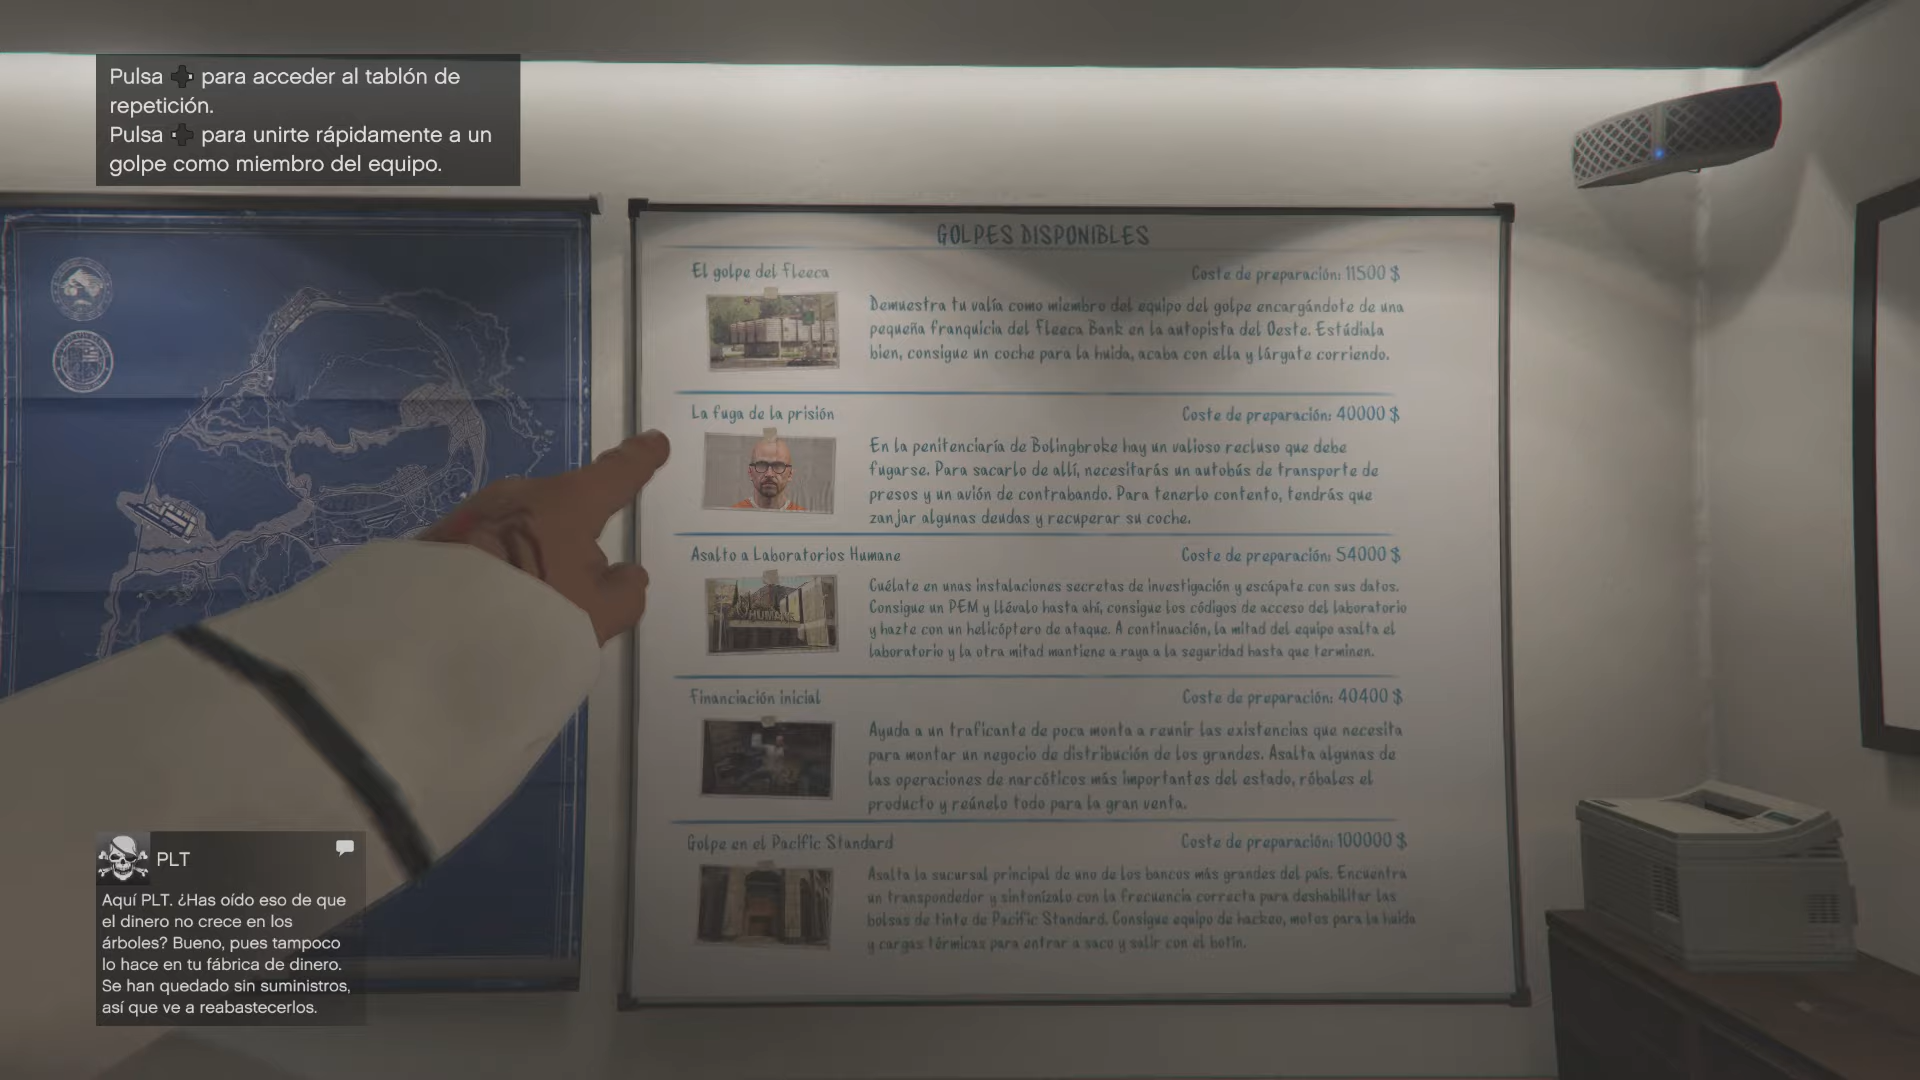 Pulsa para acceder al tablón de
repetición.
Pulsa para unirte rápidamente a un
golpe como miembro del equipo.
GOLPES DISPONIBLES
El golpe del Fleeca
Coste de preparación: 11500 $
Demuestra tu valía como miembro del equipo del golpe encargándote de una
pequeña franquicia del Fleeca Bank en la autopista del Oeste. Estúdiala
bien, consigue un coche para la huida, acaba con ella y lárgate corriendo.
La fuga de la prisión
Coste de preparación: 40000 $
En la penitenciaría de Bolingbroke hay un valioso recluso que debe
fugarse. Para sacarlo de allí, necesitarás un autobús de transporte de
presos y un avión de contrabando. Para tenerlo contento, tendrás que
zanjar algunas deudas y recuperar su coche.
Asalto a Laboratorios Humane
Coste de preparación: 54000 $
Cuélate en unas instalaciones secretas de investigación y escápate con sus datos.
Consigue un PEM y llévalo hasta ahí, consigue los códigos de acceso del laboratorio
y hazte con un helicóptero de ataque. A continuación, la mitad del equipo asalta el
laboratorio y la otra mitad mantiene a raya a la seguridad hasta que terminen.
HUMANE
Financiación inicial
Coste de preparación: 40400 $
Ayuda a un traficante de poca monta a reunir las existencias que necesita
para montar un negocio de distribución de los grandes. Asalta algunas de
las operaciones de narcóticos más importantes del estado, róbales el
producto y reúnelo todo para la gran venta.
Golpe en el Pacific Standard
Coste de preparación: 100000 $
Asalta la sucursal principal de uno de los bancos más grandes del país. Encuentra
un transpondedor y sintonízalo con la frecuencia correcta para deshabilitar las
bolsas de tinte de Pacific Standard. Consigue equipo de hackeo, motos para la huida
y cargas térmicas para entrar a saco y salir con el botín.
PLT
Aquí PLT. ¿Has oído eso de que
el dinero no crece en los
árboles? Bueno, pues tampoco
lo hace en tu fábrica de dinero.
Se han quedado sin suministros,
así que ve a reabastecerlos.